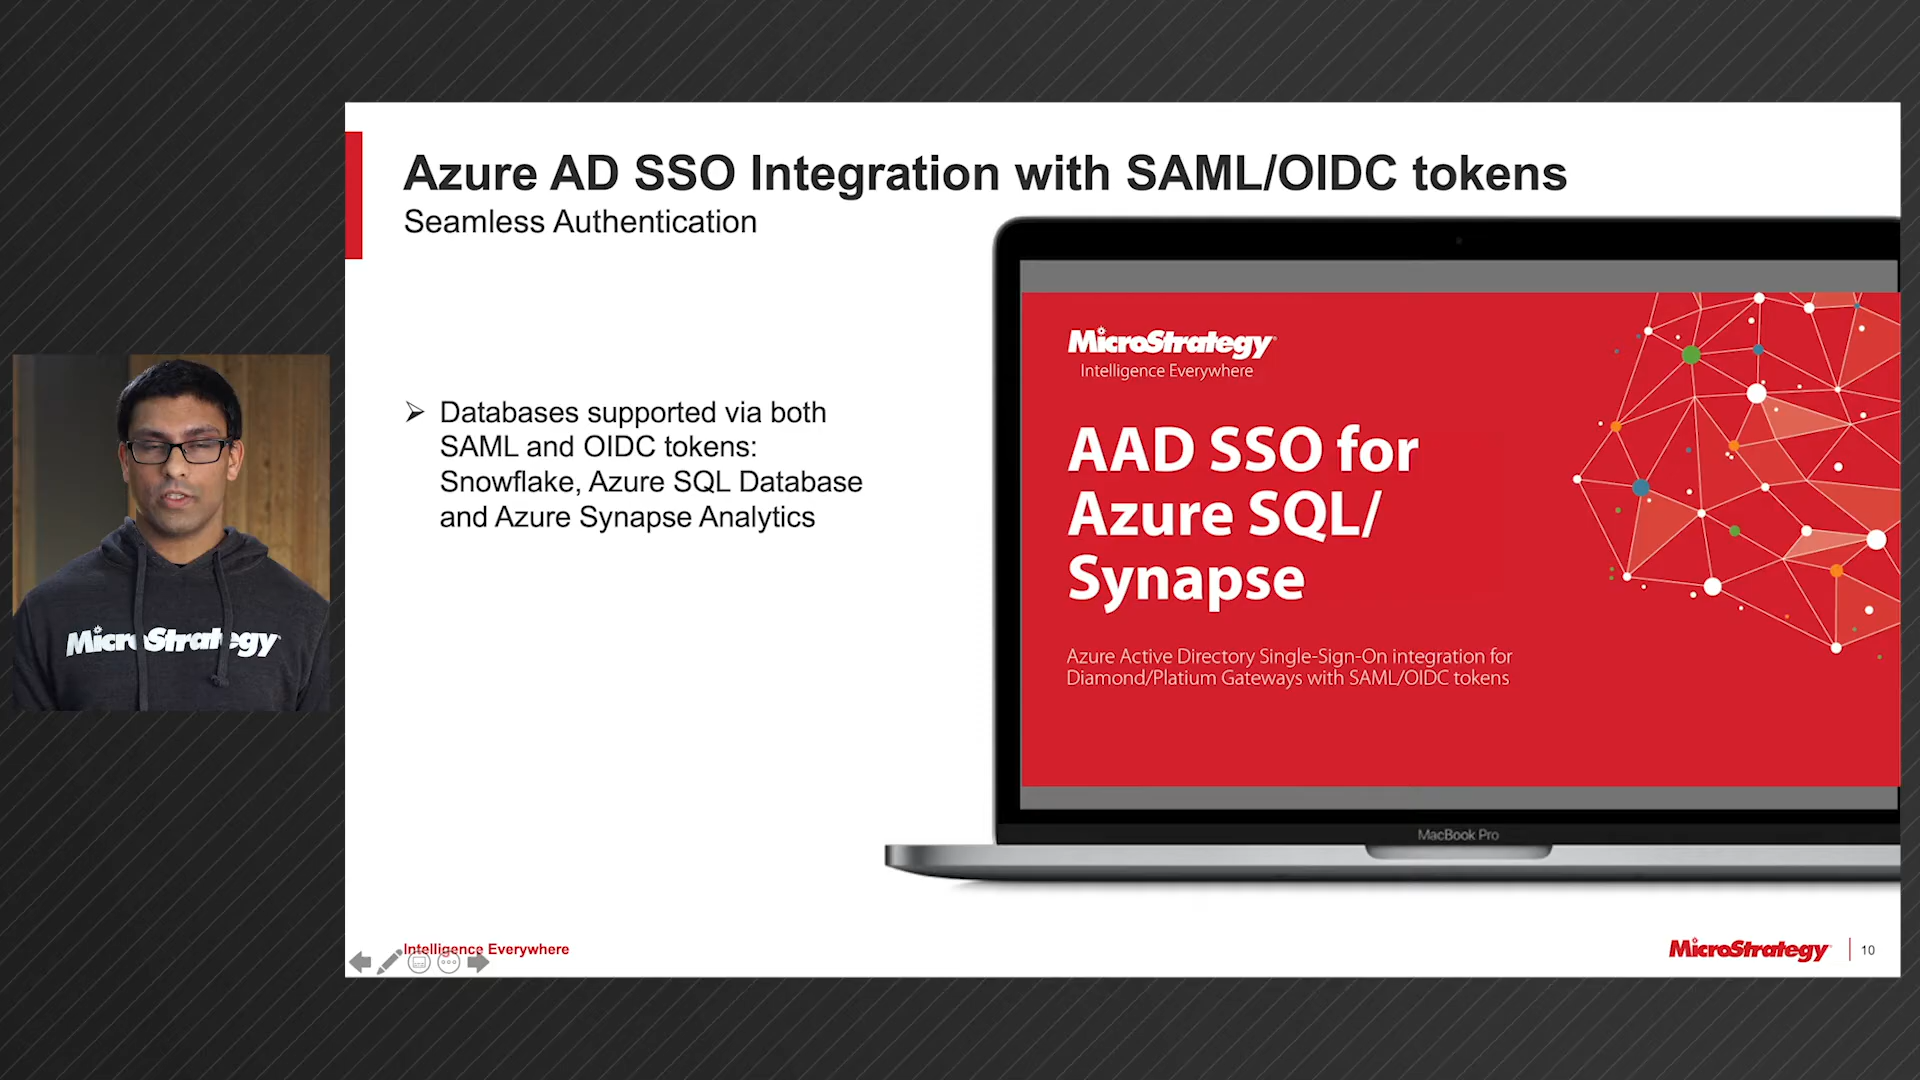 Azure AD SSO Integration with SAML/OIDC tokens
Seamless Authentication
➢ Databases supported via both
SAML and OIDC tokens:
Snowflake, Azure SQL Database
and Azure Synapse Analytics
MicroStrategy
Intelligence Everywhere
AAD SSO for
Azure SQL/
Synapse
Azure Active Directory Single-Sign-On integration for
Diamond/Platium Gateways with SAML/OIDC tokens
MacBook Pro
MicroStrategy
Intelligence Everywhere
MicroStrategy
10